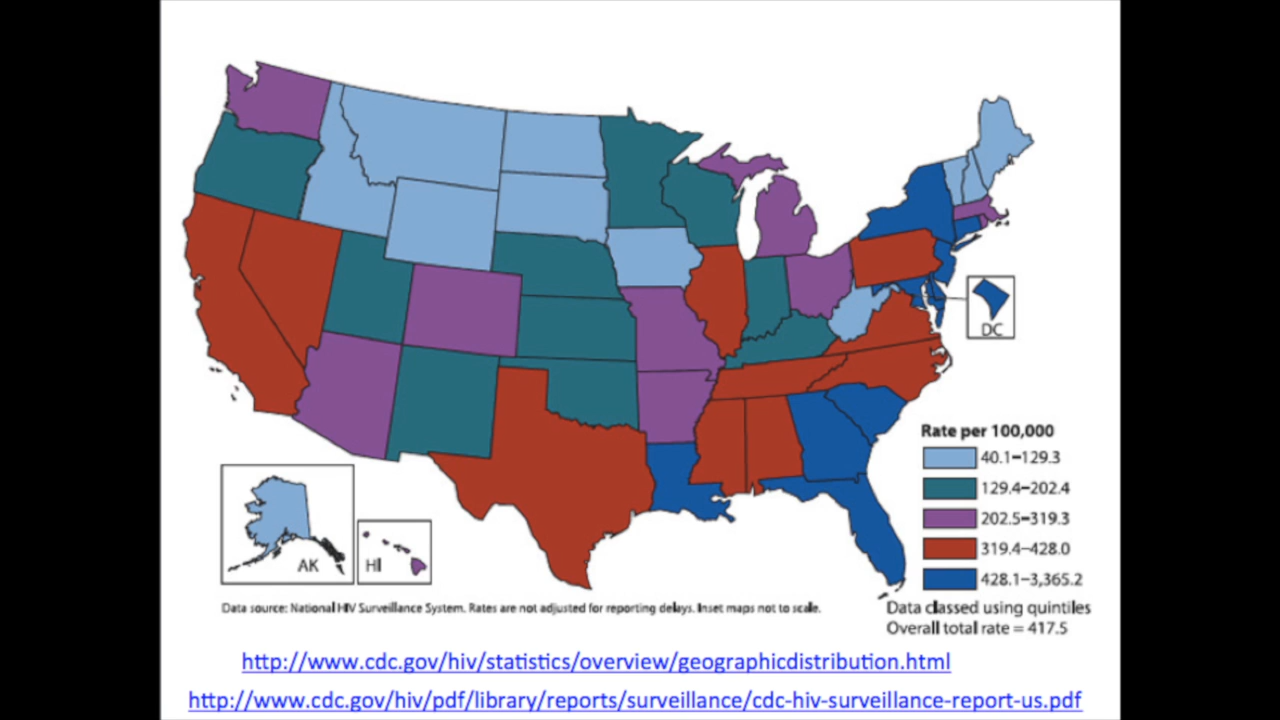 DC
Rate per 100,000
40.1–129.3
129.4–202.4
202.5–319.3
319.4–428.0
428.1–3,365.2
AK
HI
Data source: National HIV Surveillance System. Rates are not adjusted for reporting delays. Inset maps not to scale.
Data classed using quintiles
Overall total rate = 417.5
http://www.cdc.gov/hiv/statistics/overview/geographicdistribution.html
http://www.cdc.gov/hiv/pdf/library/reports/surveillance/cdc-hiv-surveillance-report-us.pdf